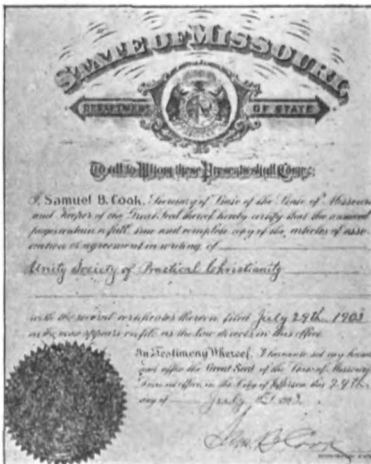 STATE OF MISSOURI,
DEPARTMENT OF STATE
To all to Whom these Presents shall Come:
I, Samuel B. Cook, Secretary of State of the State of Missouri
and Keeper of the Great Seal thereof hereby certify that the annexed
pages contain a full, true and complete copy of the articles of asso-
ciation or agreement in writing of
Unity Society of Practical Christianity
with the several certificates thereon filed July 29th 1903
as the same appears on file as the law directs in this office.
In Testimony Whereof, I hereunto set my hand
and affix the Great Seal of the State of Missouri.
Done at office, in the City of Jefferson, this 29th
day of July
Sam B Cook